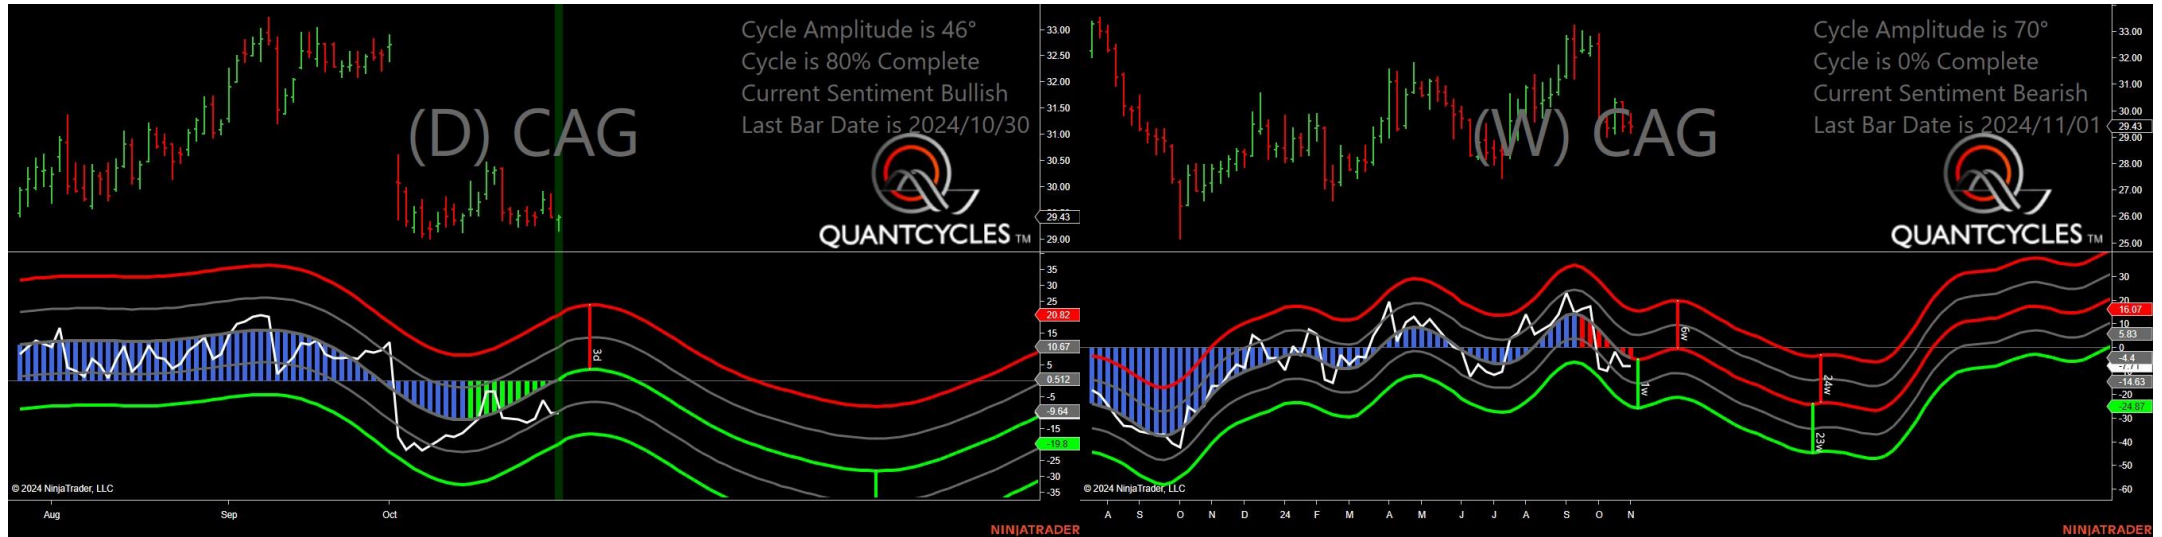 Cycle Amplitude is 46°
Cycle is 80% Complete
Current Sentiment Bullish
Last Bar Date is 2024/10/30
(D) CAG
QUANTCYCLES TM
33.00
32.50
32.00
31.50
31.00
30.50
30.00
29.43
29.00
35
30
25
20.82
15
10.67
5
0.512
-5
-9.64
-15
-19.8
-25
-30
-35
3d
© 2024 NinjaTrader, LLC
Aug
Sep
Oct
NINJATRADER
Cycle Amplitude is 70°
Cycle is 0% Complete
Current Sentiment Bearish
Last Bar Date is 2024/11/01
(W) CAG
QUANTCYCLES TM
33.00
32.00
31.00
30.00
29.43
29.00
28.00
27.00
26.00
25.00
30
20
16.07
10
5.83
0
-4.4
-7.71
-14.63
-20
-24.87
-30
-40
-50
-60
6w
1w
24w
23w
© 2024 NinjaTrader, LLC
A S O N D 24 F M A M J J A S O N
NINJATRADER